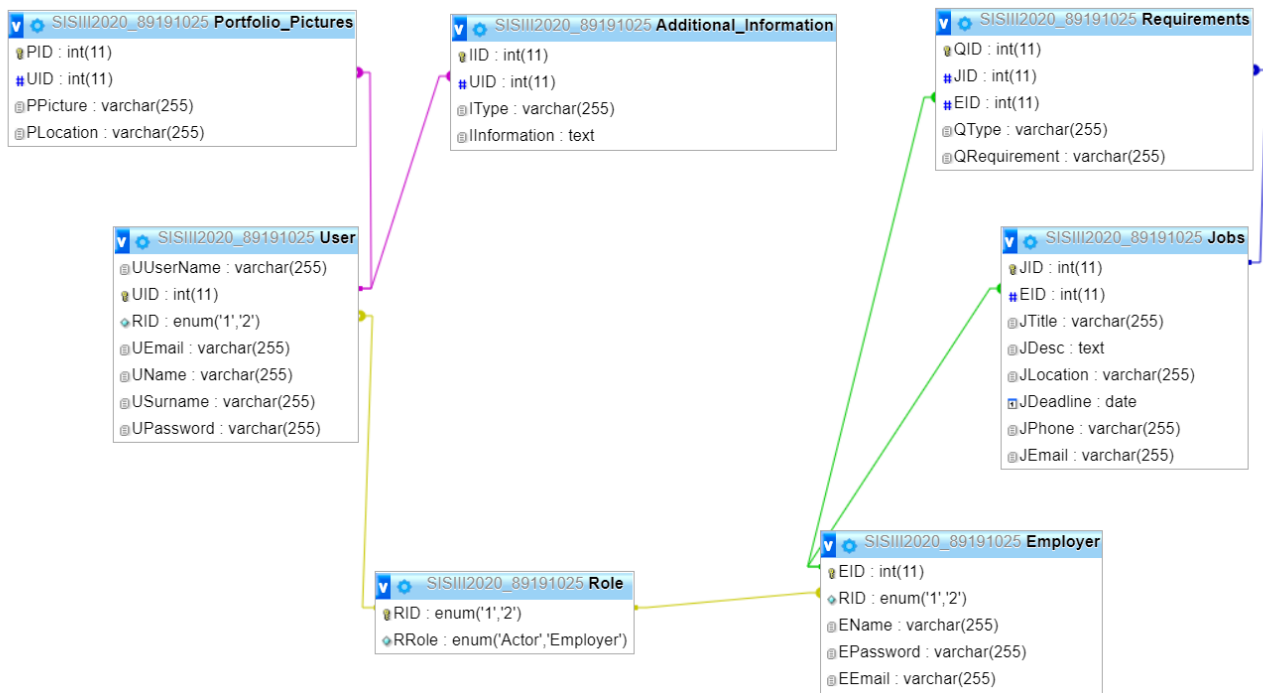 SISIII2020_89191025 Portfolio_Pictures
PID : int(11)
UID : int(11)
PPicture : varchar(255)
PLocation : varchar(255)
v SISIII2020_89191025 Additional_Information
IID : int(11)
#UID : int(11)
IType : varchar(255)
IInformation : text
v SISIII2020_89191025 Requirements
QID : int(11)
#JID : int(11)
#EID : int(11)
QType : varchar(255)
QRequirement : varchar(255)
v SISIII2020_89191025 User
UUserName : varchar(255)
UID : int(11)
RID : enum('1','2')
UEmail : varchar(255)
UName : varchar(255)
USurname : varchar(255)
UPassword : varchar(255)
v SISIII2020_89191025 Jobs
JID : int(11)
#EID : int(11)
JTitle : varchar(255)
JDesc : text
JLocation : varchar(255)
JDeadline : date
JPhone : varchar(255)
JEmail : varchar(255)
v SISIII2020_89191025 Role
RID : enum('1','2')
RRole : enum('Actor','Employer')
v SISIII2020_89191025 Employer
EID : int(11)
RID : enum('1','2')
EName : varchar(255)
EPassword : varchar(255)
EEmail : varchar(255)